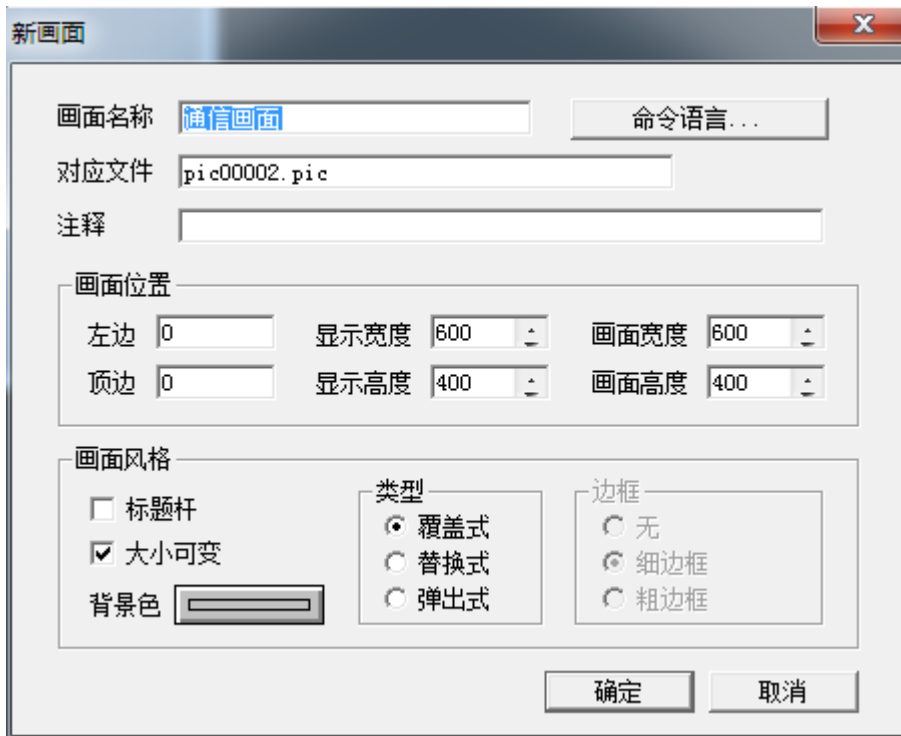 新画面
画面名称 通信画面 命令语言...
对应文件 pic00002.pic
注释
画面位置
左边 0 显示宽度 600 画面宽度 600
顶边 0 显示高度 400 画面高度 400
画面风格
标题杆
大小可变
背景色
类型
覆盖式
替换式
弹出式
边框
无
细边框
粗边框
确定 取消